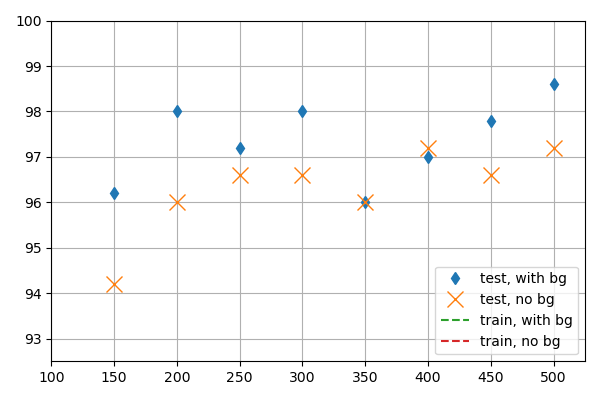 100
99
98
97
96
95
94
93
100 150 200 250 300 350 400 450 500
test, with bg
test, no bg
train, with bg
train, no bg